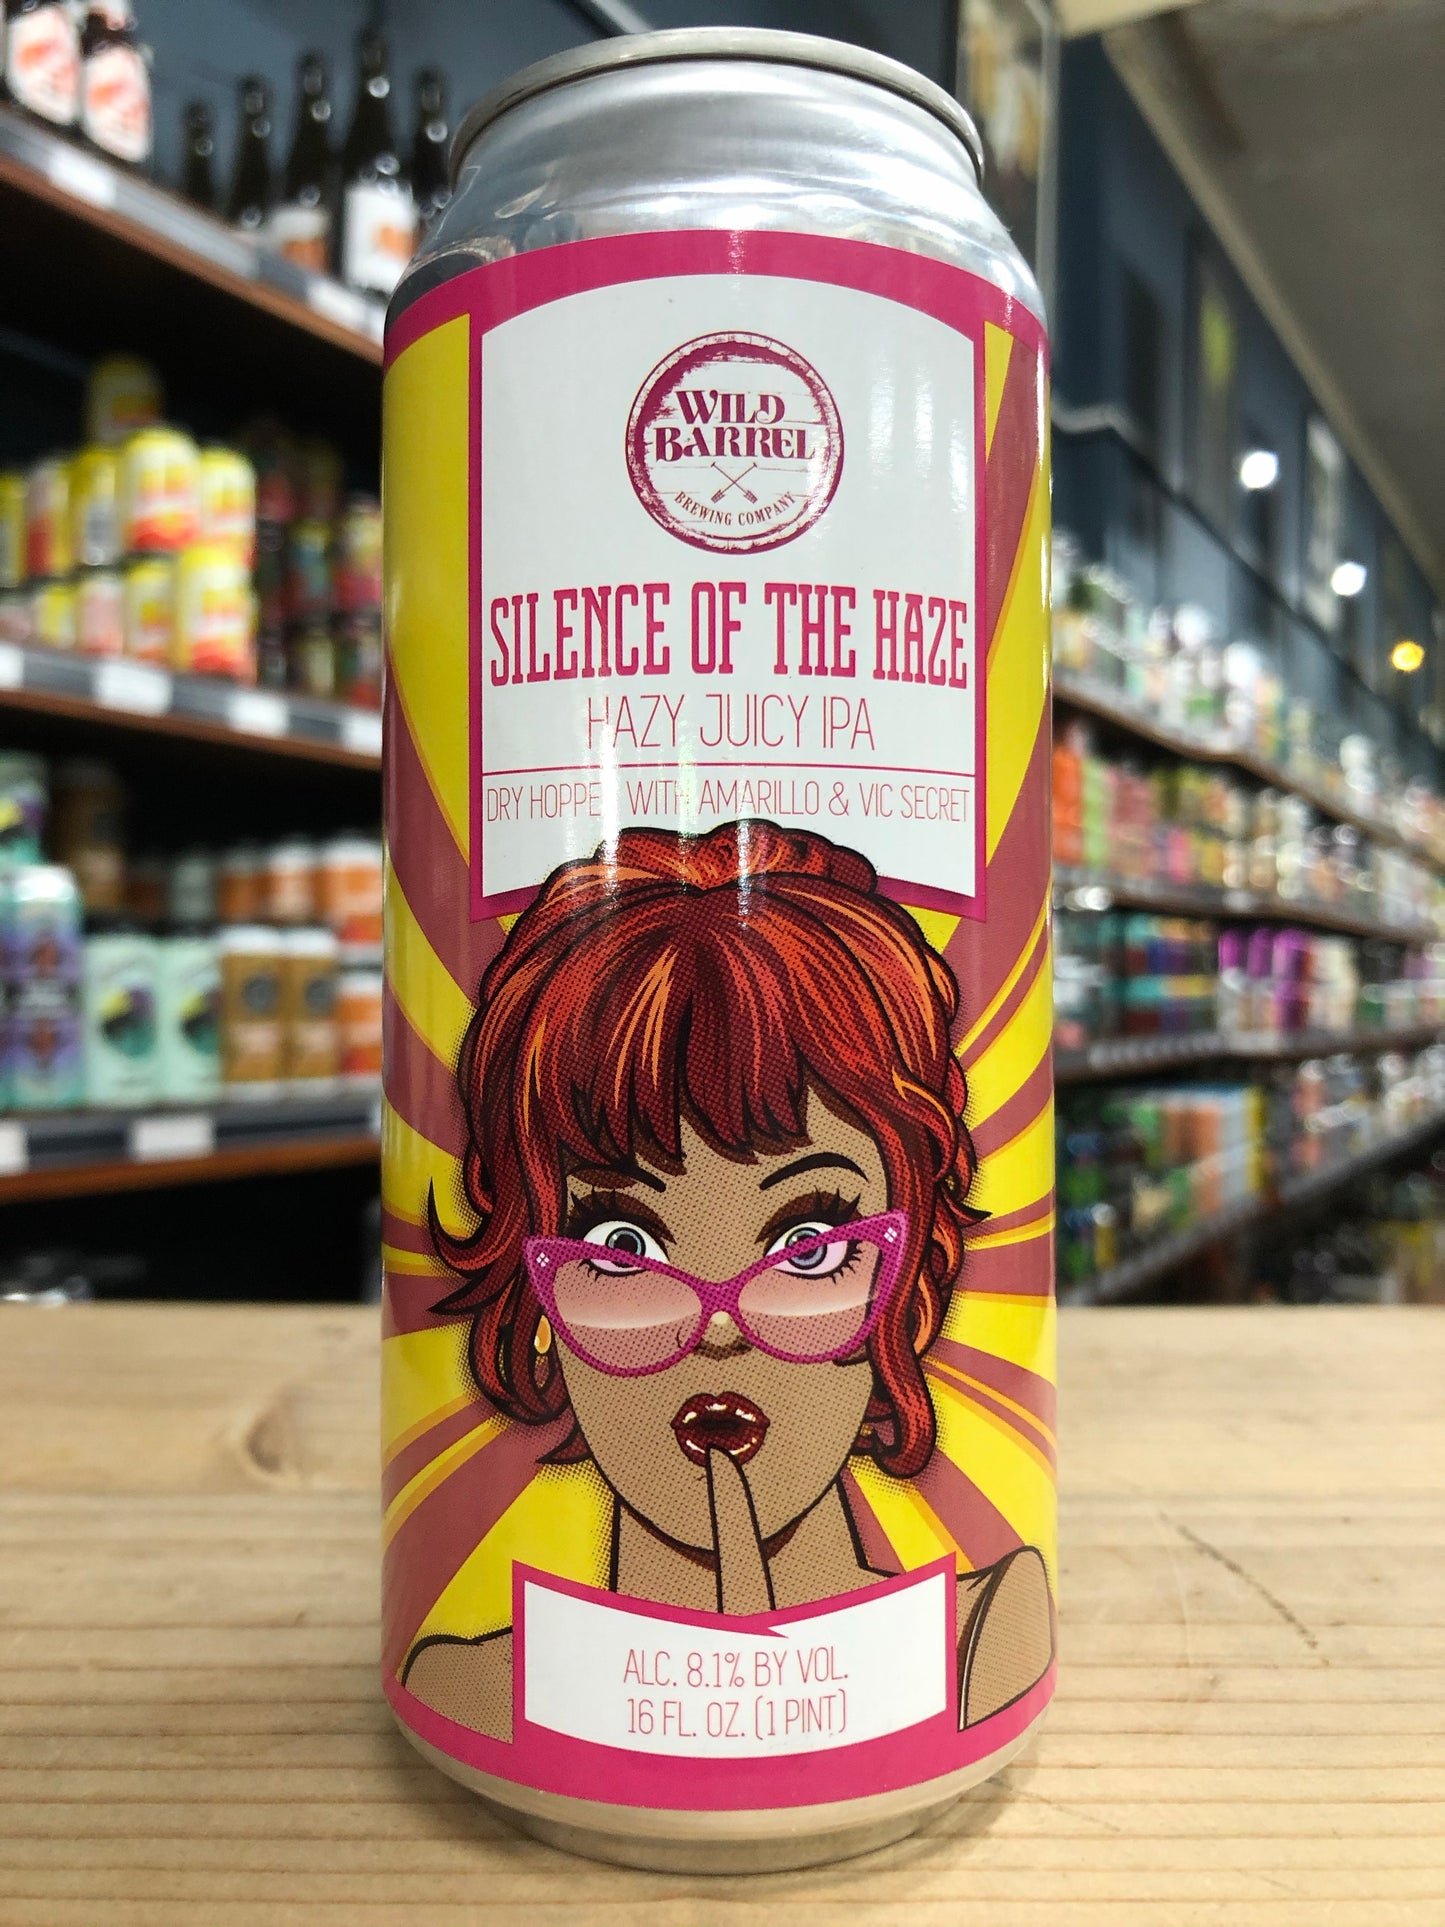 WILD
BARREL
BREWING COMPANY
SILENCE OF THE HAZE
HAZY JUICY IPA
DRY HOPPED WITH AMARILLO & VIC SECRET
ALC. 8.1% BY VOL.
16 FL. OZ. (1 PINT)